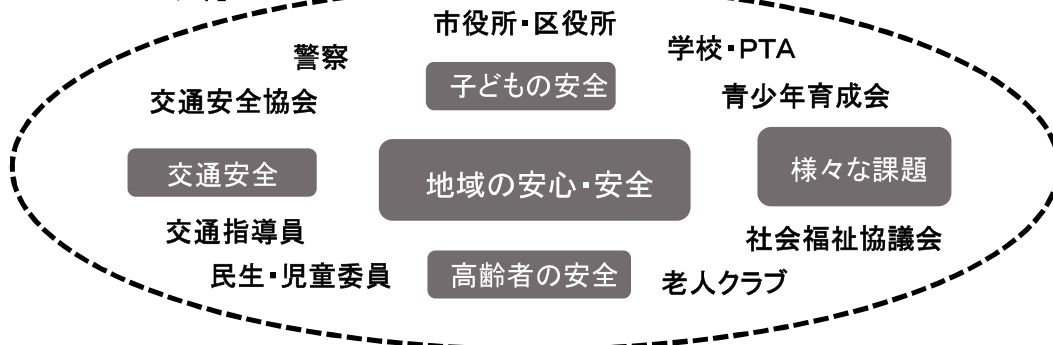 市役所・区役所
学校・PTA
警察
子どもの安全
青少年育成会
交通安全協会
交通安全
地域の安心・安全
様々な課題
交通指導員
社会福祉協議会
民生・児童委員
高齢者の安全
老人クラブ